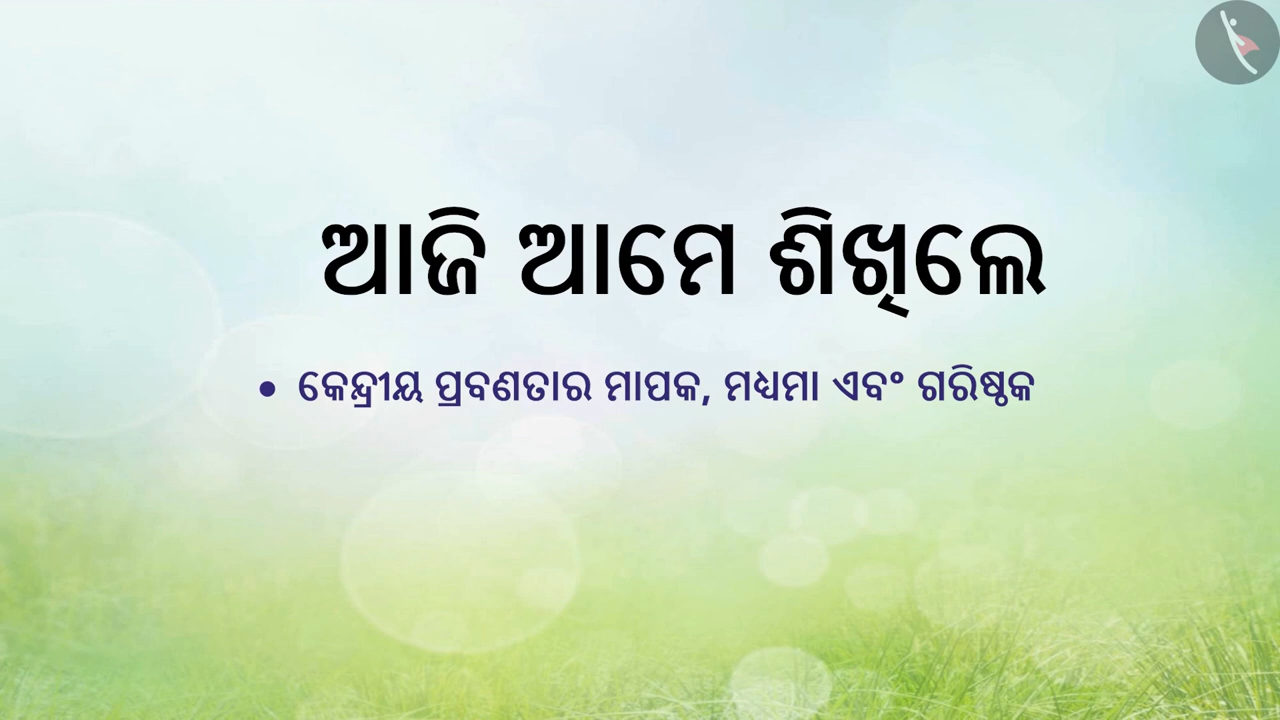 ଆଜି ଆମେ ଶିଖିଲେ
• କେନ୍ଦ୍ରୀୟ ପ୍ରବଣତାର ମାପକ, ମଧ୍ୟମା ଏବଂ ଗରିଷ୍ଠକ